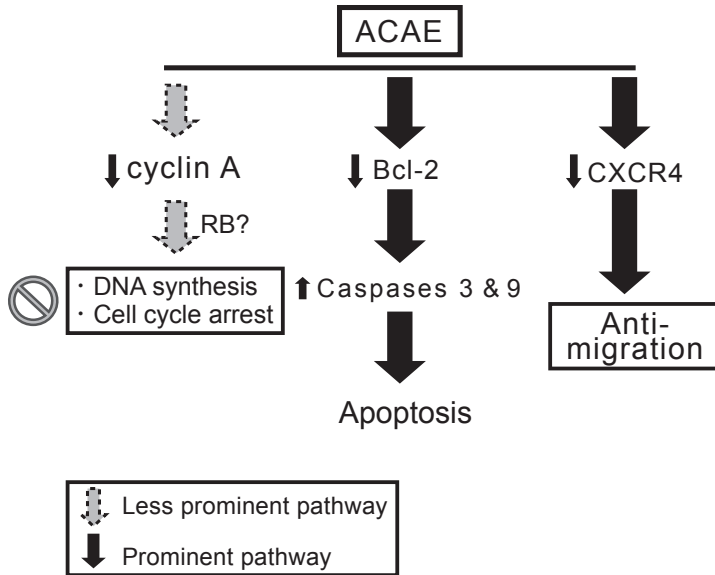 ACAE
cyclin A
Bcl-2
CXCR4
RB?
· DNA synthesis
· Cell cycle arrest
Caspases 3 & 9
Anti-
migration
Apoptosis
Less prominent pathway
Prominent pathway